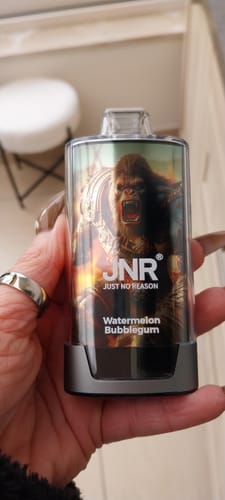 JNR®
JUST NO REASON
Watermelon
Bubblegum